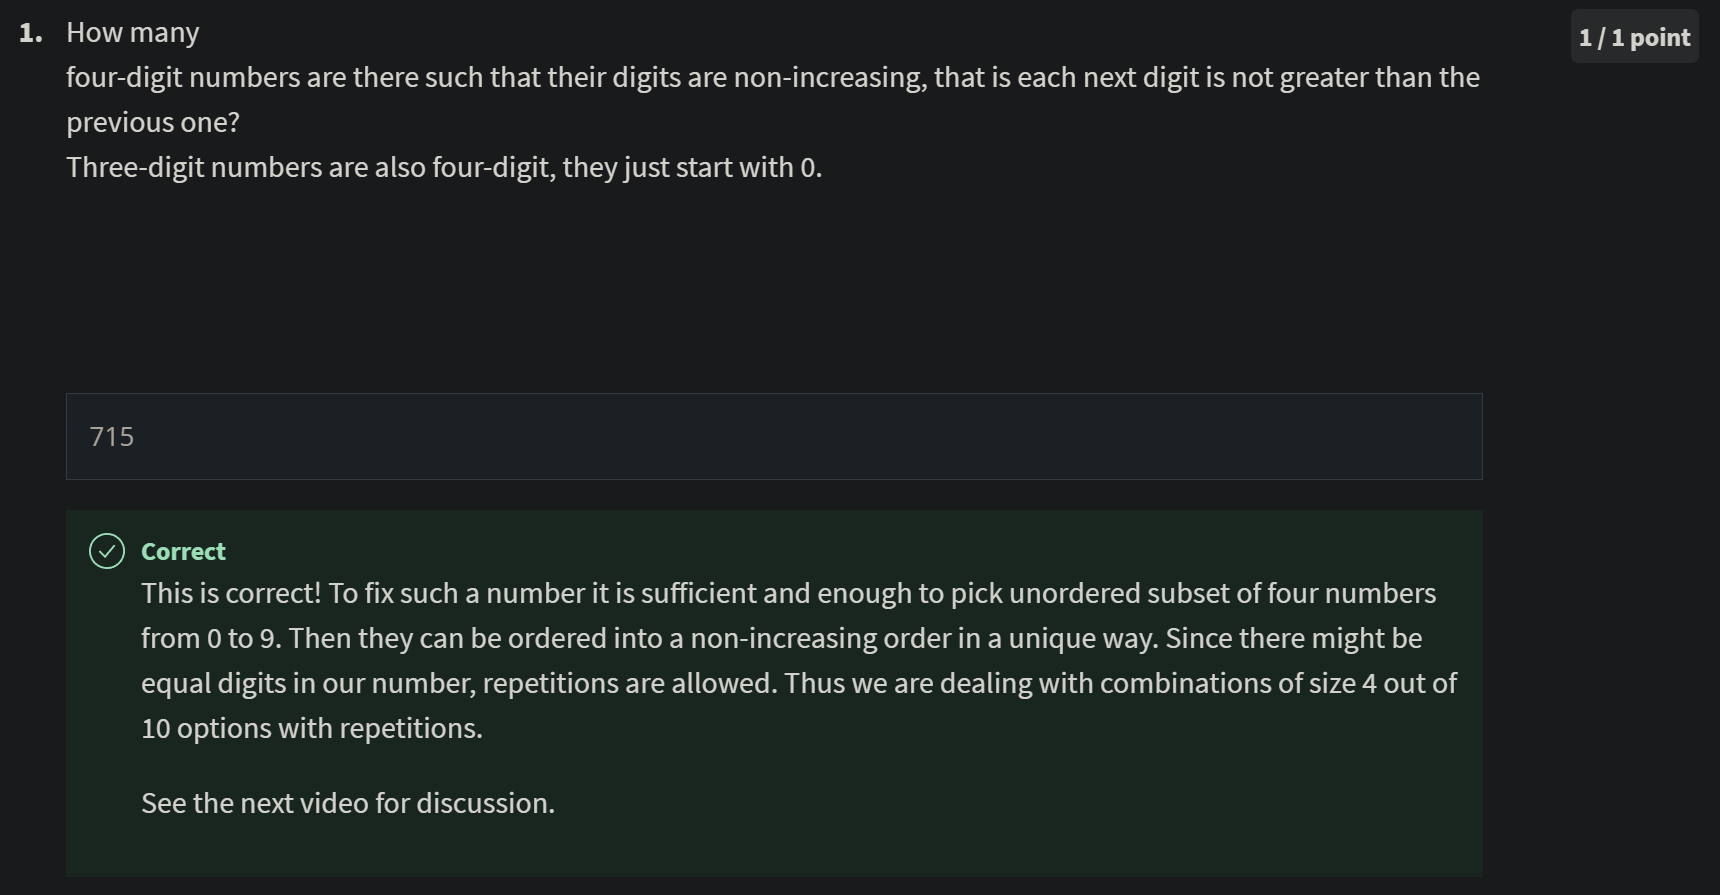 1. How many
1 / 1 point
four-digit numbers are there such that their digits are non-increasing, that is each next digit is not greater than the
previous one?
Three-digit numbers are also four-digit, they just start with 0.
715
Correct
This is correct! To fix such a number it is sufficient and enough to pick unordered subset of four numbers
from 0 to 9. Then they can be ordered into a non-increasing order in a unique way. Since there might be
equal digits in our number, repetitions are allowed. Thus we are dealing with combinations of size 4 out of
10 options with repetitions.
See the next video for discussion.